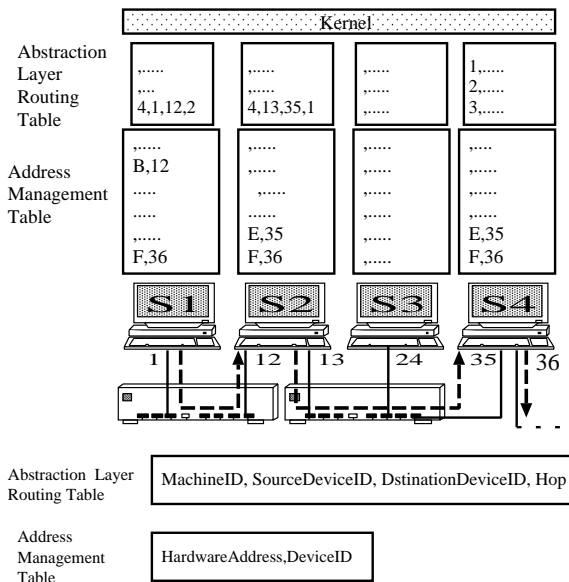 Kernel
Abstraction
Layer
Routing
Table
,.....
,...
4,1,12,2
,.....
,.....
4,13,35,1
,.....
,.....
,.....
1,.....
2,.....
3,.....
Address
Management
Table
,.....
B,12
.....
.....
,.....
F,36
,.....
,.....
,.....
......
E,35
F,36
,.....
,.....
,.....
,.....
,.....
,.....
,.....
,.....
,.....
,.....
E,35
F,36
S1
S2
S3
S4
1
12
13
24
35
36
Abstraction Layer
Routing Table
MachineID, SourceDeviceID, DstinationDeviceID, Hop
Address
Management
Table
HardwareAddress,DeviceID